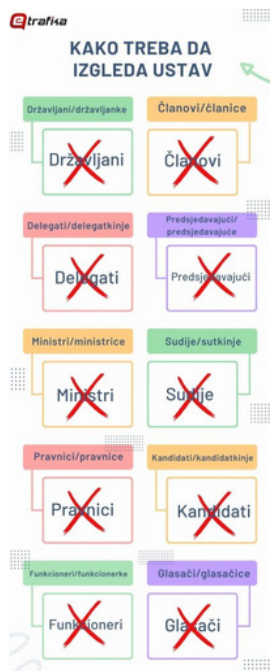 etrafika
KAKO TREBA DA
IZGLEDA USTAV
Državljani/državljanke
Državljani
Članovi/članice
Članovi
Delegati/delegatkinje
Delegati
Predsjedavajući/
predsjedavajuće
Predsjedavajući
Ministri/ministrice
Ministri
Sudije/sutkinje
Sudije
Pravnici/pravnice
Pravnici
Kandidati/kandidatkinje
Kandidati
Funkcioneri/funkcionerke
Funkcioneri
Glasači/glasačice
Glasači